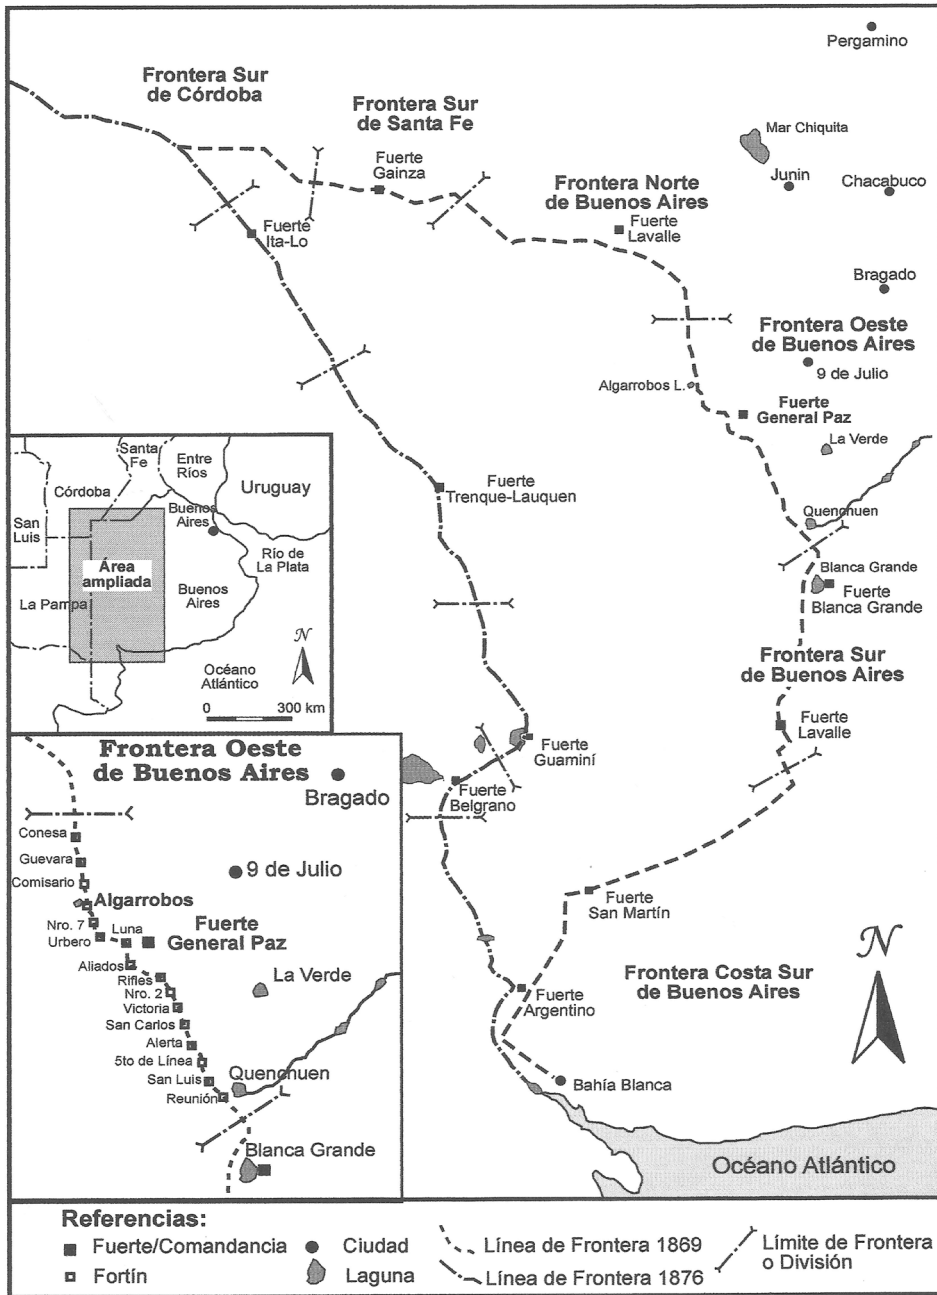 Pergamino
Frontera Sur
de Córdoba
Frontera Sur
de Santa Fe
Mar Chiquita
Fuerte
Gainza
Junin
Chacabuco
Frontera Norte
de Buenos Aires
Fuerte
Lavalle
Fuerte
Ita-Lo
Bragado
Frontera Oeste
de Buenos Aires
9 de Julio
Algarrobos L.
Fuerte
General Paz
La Verde
Fuerte
Trenque-Lauquen
Quenchuen
Blanca Grande
Fuerte
Blanca Grande
Frontera Sur
de Buenos Aires
Fuerte
Lavalle
Fuerte
Guaminí
Fuerte
Belgrano
Fuerte
San Martín
Frontera Costa Sur
de Buenos Aires
Fuerte
Argentino
N
Bahía Blanca
Océano Atlántico
Santa
Fe
Entre
Ríos
Uruguay
Córdoba
Buenos
Aires
San
Luis
Río de
La Plata
Área
ampliada
La Pampa
Buenos
Aires
N
Océano
Atlántico
0 300 km
Frontera Oeste
de Buenos Aires
Bragado
Conesa
Guevara
9 de Julio
Comisario
Algarrobos
Nro. 7
Urbero
Luna
Fuerte
General Paz
Aliados
Rifles
La Verde
Nro. 2
Victoria
San Carlos
Alerta
5to de Línea
San Luis
Quenchuen
Reunión
Blanca Grande
Referencias:
Fuerte/Comandancia
Ciudad
Línea de Frontera 1869
Límite de Frontera
o División
Fortín
Laguna
Línea de Frontera 1876